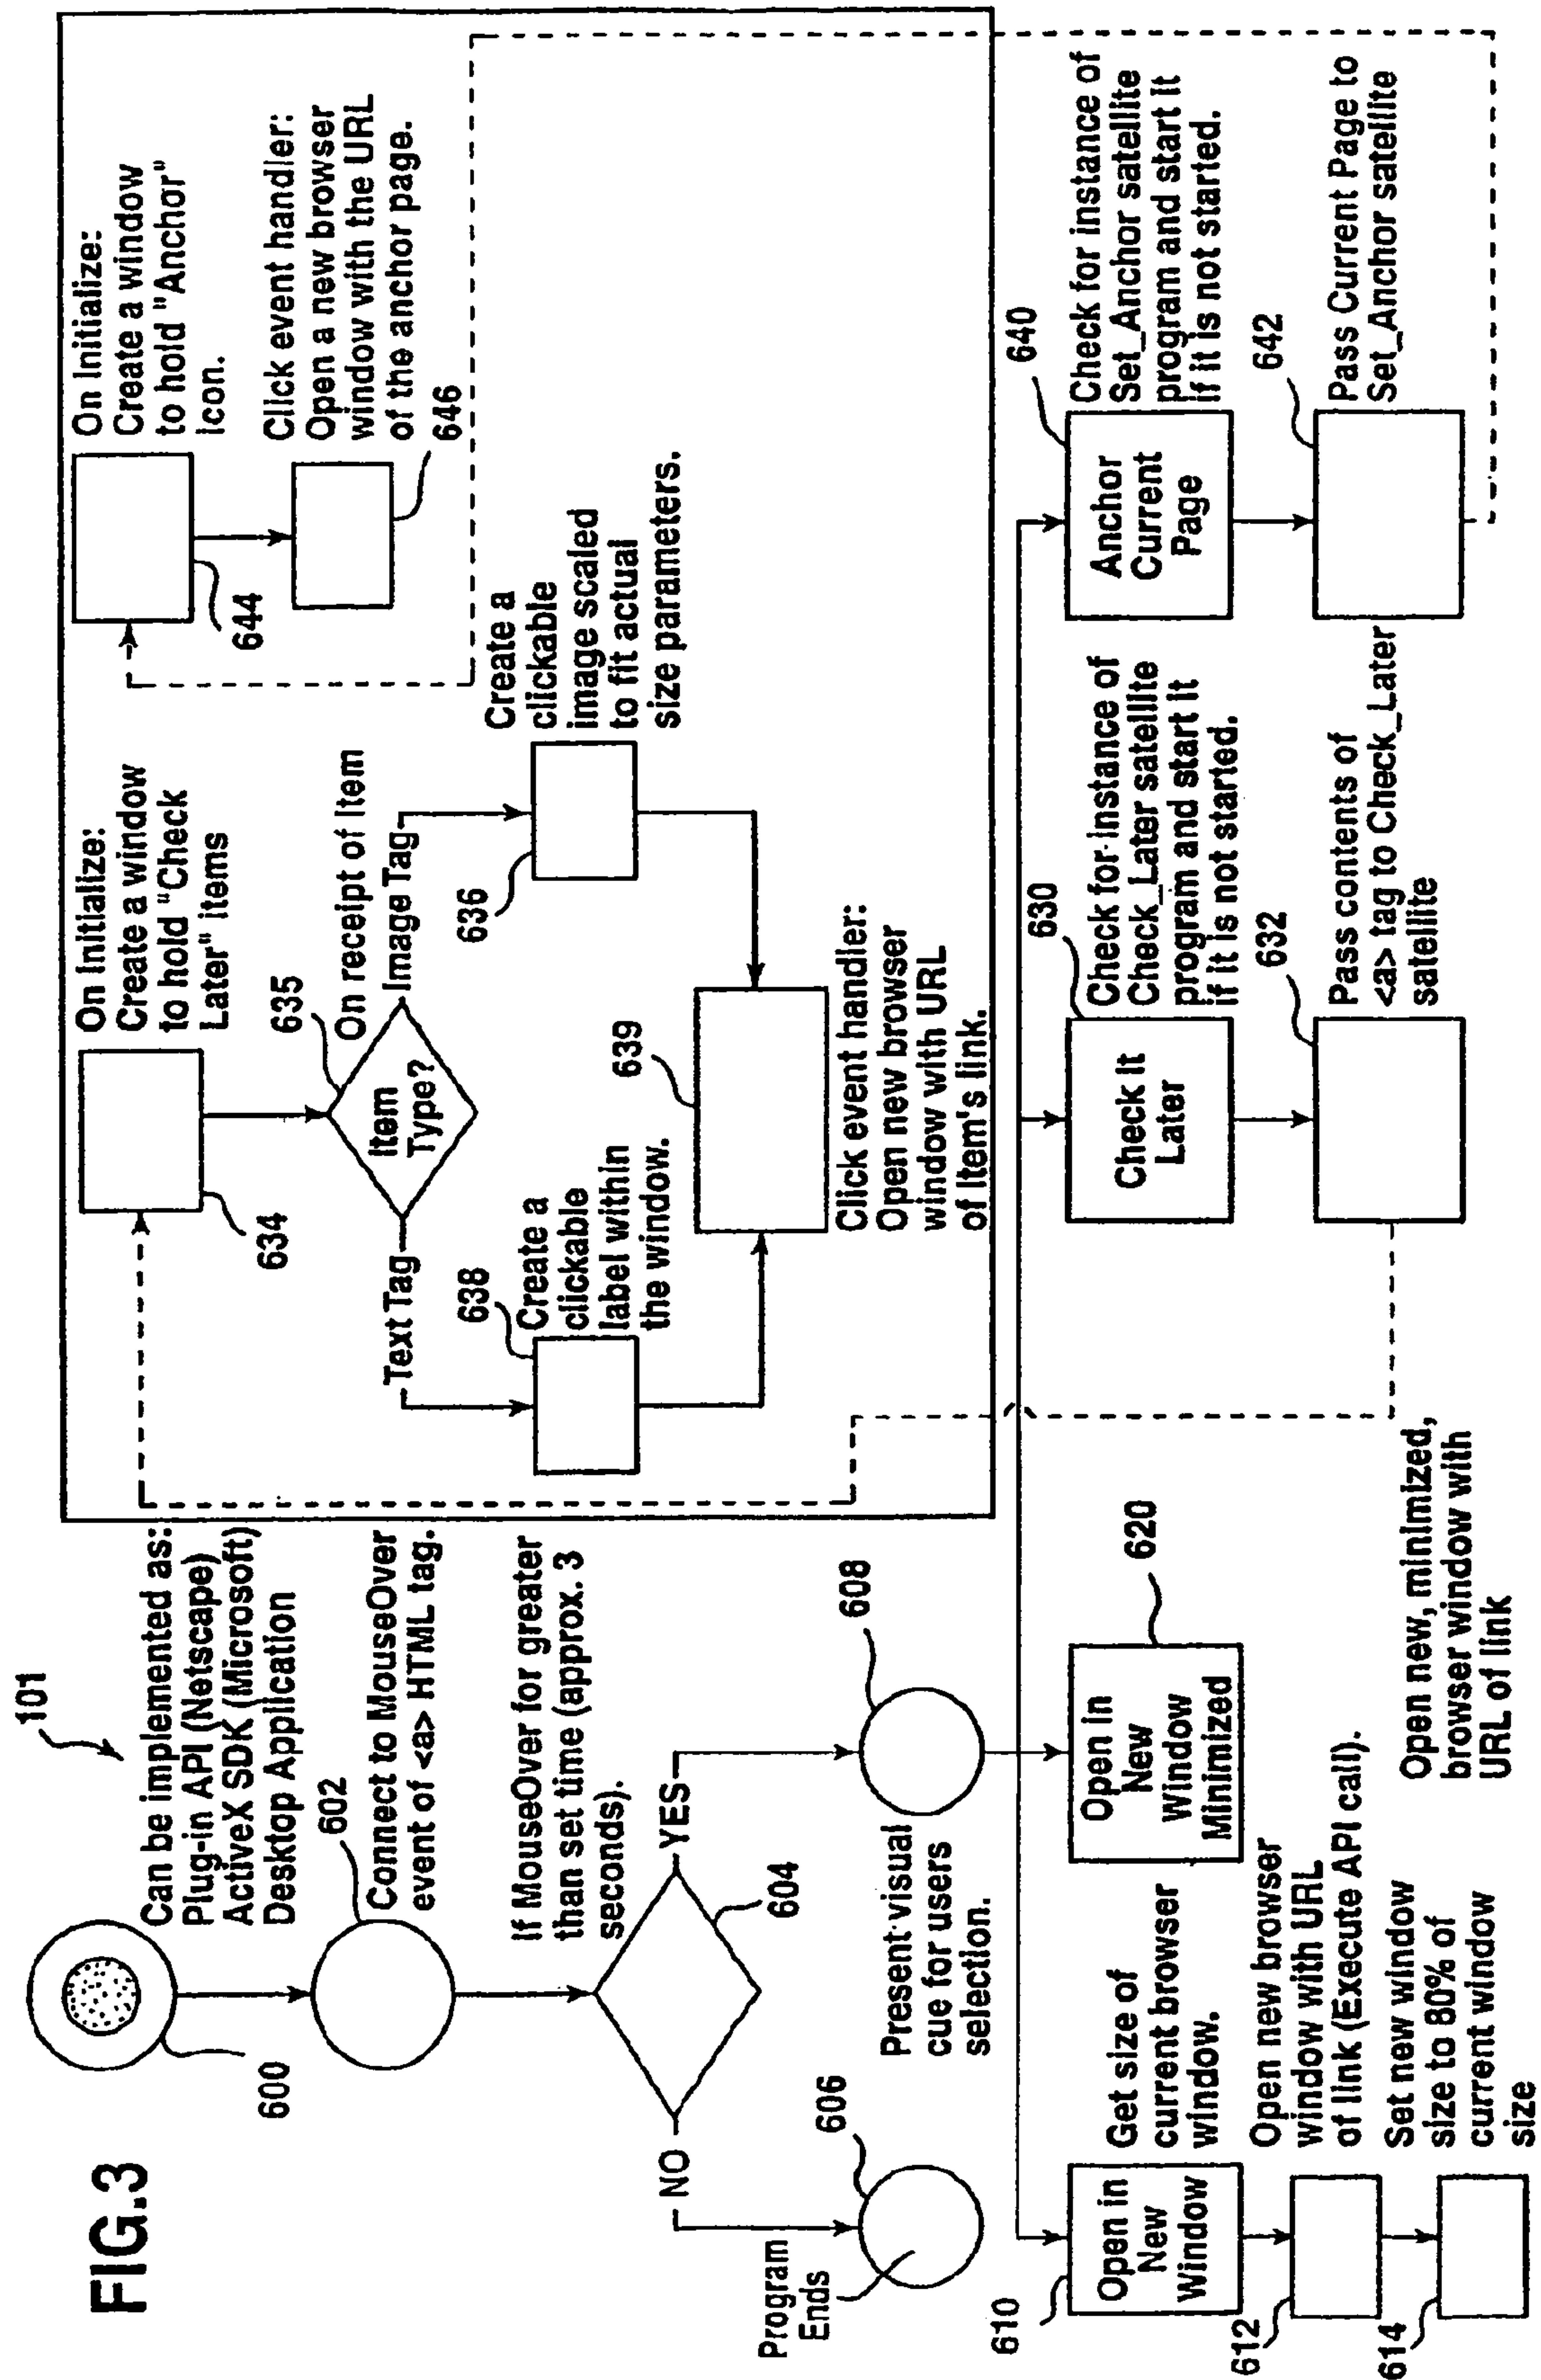 FIG.3
101
600
Can be implemented as:
Plug-in API (Netscape)
ActiveX SDK (Microsoft)
Desktop Application
602
Connect to MouseOver
event of <a> HTML tag.
If MouseOver for greater
than set time (approx. 3
seconds).
604
NO
YES
Program
Ends
606
Present visual
cue for users
selection.
608
610
Open in
New
Window
Get size of
current browser
window.
612
Open new browser
window with URL
of link (Execute API call).
614
Set new window
size to 80% of
current window
size
Open in
New
Window
Minimized
620
Open new, minimized,
browser window with
URL of link
630
Check It
Later
Check for instance of
Check_Later satellite
program and start it
if it is not started.
632
Pass contents of
<a> tag to Check_Later
satellite
640
Anchor
Current
Page
Check for instance of
Set_Anchor satellite
program and start it
if it is not started.
642
Pass Current Page to
Set_Anchor satellite
634
On Initialize:
Create a window
to hold "Check
Later" items
635
On receipt of Item
Item
Type?
Text Tag
Image Tag
638
Create a
clickable
label within
the window.
636
Create a
clickable
image scaled
to fit actual
size parameters.
639
Click event handler:
Open new browser
window with URL
of Item's link.
644
On Initialize:
Create a window
to hold "Anchor"
Icon.
646
Click event handler:
Open a new browser
window with the URL
of the anchor page.